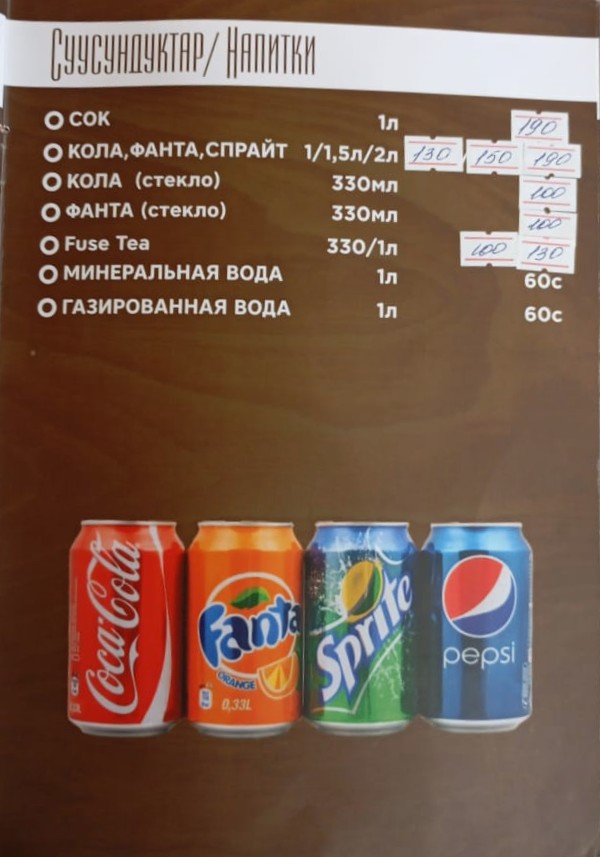 Суусундуктар/ Напитки
СОК 1л 190
КОЛА,ФАНТА,СПРАЙТ 1/1,5л/2л 130 150 190
КОЛА (стекло) 330мл 100
ФАНТА (стекло) 330мл 100
Fuse Tea 330/1л 100 130
МИНЕРАЛЬНАЯ ВОДА 1л 60с
ГАЗИРОВАННАЯ ВОДА 1л 60с
Coca-Cola Fanta Sprite pepsi
ORANGE
0,33L